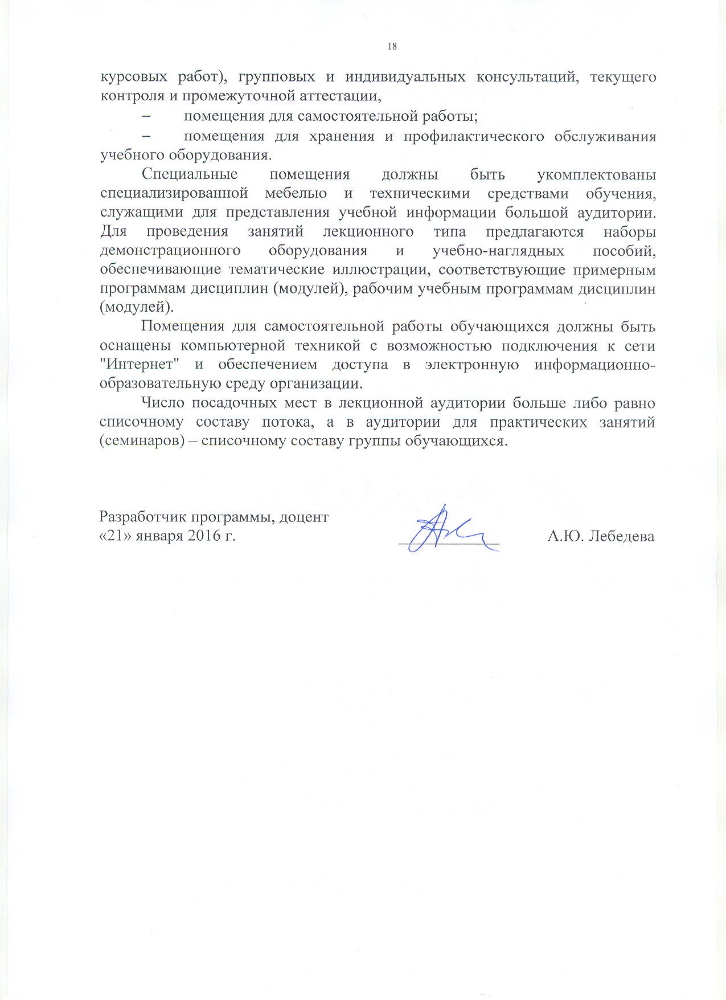 18
курсовых работ), групповых и индивидуальных консультаций, текущего
контроля и промежуточной аттестации,
– помещения для самостоятельной работы;
– помещения для хранения и профилактического обслуживания
учебного оборудования.
Специальные помещения должны быть укомплектованы
специализированной мебелью и техническими средствами обучения,
служащими для представления учебной информации большой аудитории.
Для проведения занятий лекционного типа предлагаются наборы
демонстрационного оборудования и учебно-наглядных пособий,
обеспечивающие тематические иллюстрации, соответствующие примерным
программам дисциплин (модулей), рабочим учебным программам дисциплин
(модулей).
Помещения для самостоятельной работы обучающихся должны быть
оснащены компьютерной техникой с возможностью подключения к сети
"Интернет" и обеспечением доступа в электронную информационно-
образовательную среду организации.
Число посадочных мест в лекционной аудитории больше либо равно
списочному составу потока, а в аудитории для практических занятий
(семинаров) – списочному составу группы обучающихся.
Разработчик программы, доцент
«21» января 2016 г. А.Ю. Лебедева